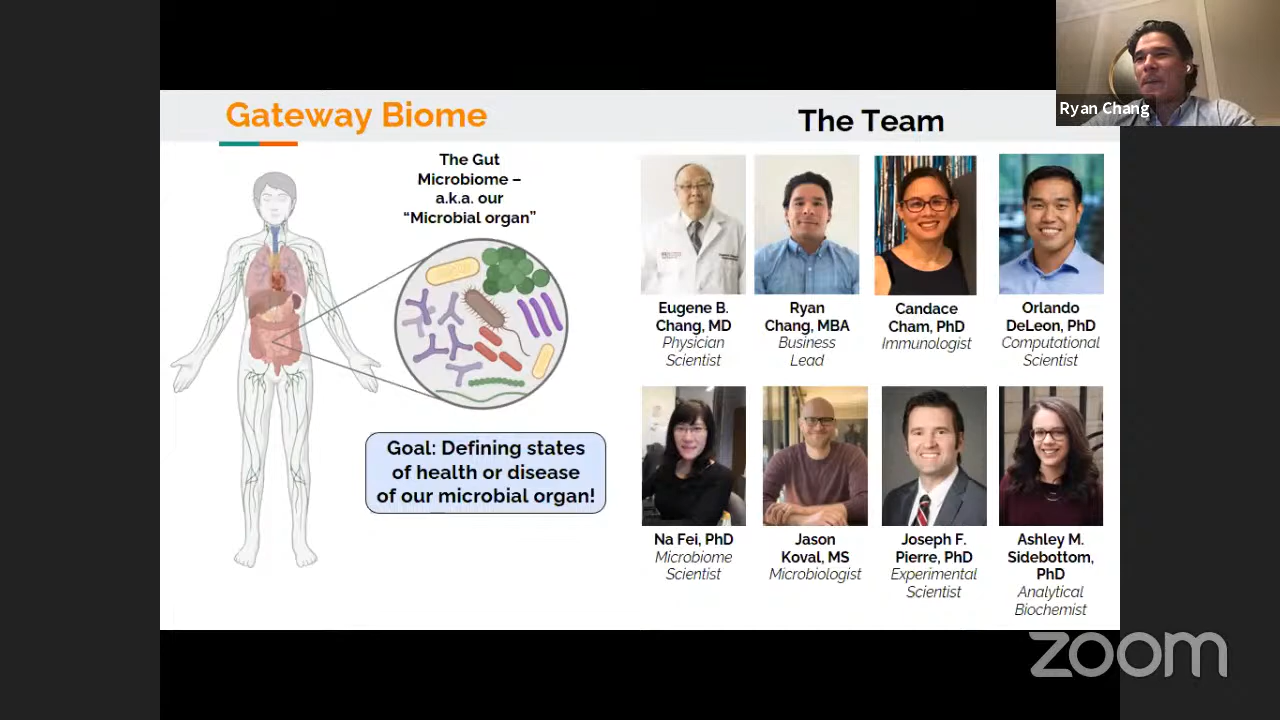 Gateway Biome
The Team
Ryan Chang
The Gut
Microbiome –
a.k.a. our
“Microbial organ”
Goal: Defining states
of health or disease
of our microbial organ!
Eugene B.
Chang, MD
Physician
Scientist
Ryan
Chang, MBA
Business
Lead
Candace
Cham, PhD
Immunologist
Orlando
DeLeon, PhD
Computational
Scientist
Na Fei, PhD
Microbiome
Scientist
Jason
Koval, MS
Microbiologist
Joseph F.
Pierre, PhD
Experimental
Scientist
Ashley M.
Sidebottom,
PhD
Analytical
Biochemist
zoom